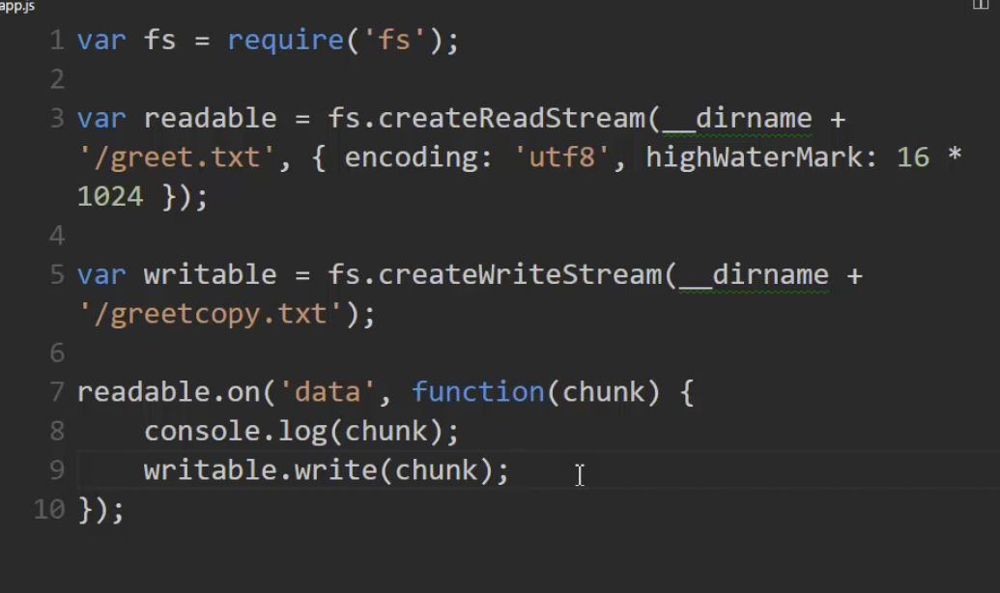 app.js
1 var fs = require('fs');
2
3 var readable = fs.createReadStream(__dirname +
'/greet.txt', { encoding: 'utf8', highWaterMark: 16 *
1024 });
4
5 var writable = fs.createWriteStream(__dirname +
'/greetcopy.txt');
6
7 readable.on('data', function(chunk) {
8     console.log(chunk);
9     writable.write(chunk);
10 });